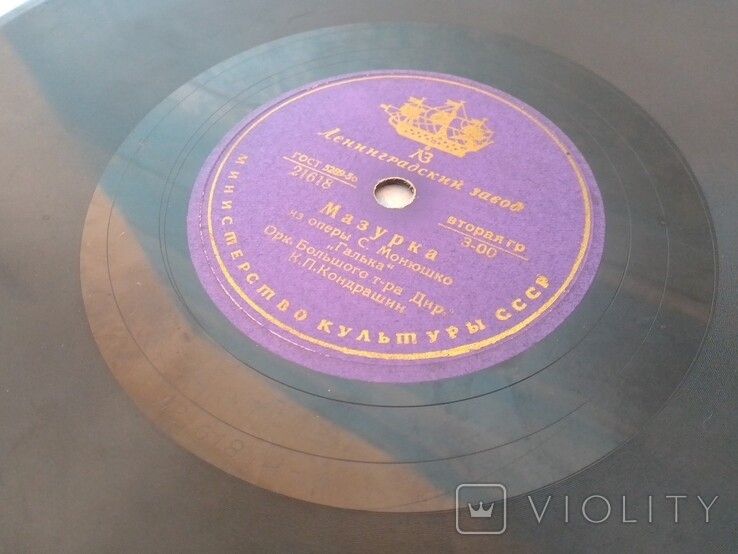 ЛЗ
Ленинградский завод
ГОСТ 5289-50
21618
вторая гр
3-00
Мазурка
из оперы С. Монюшко
„Галька“
Орк. Большого т-ра Дир-
К.П.Кондрашин
МИНИСТЕРСТВО КУЛЬТУРЫ СССР
VIOLITY